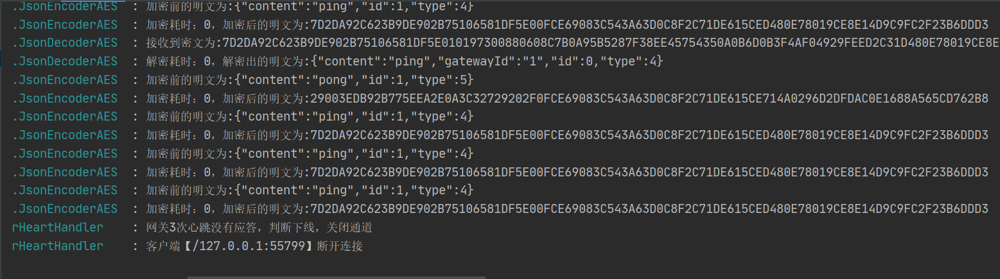 .JsonEncoderAES : 加密前的明文为:{"content":"ping","id":1,"type":4}
.JsonEncoderAES : 加密耗时：0，加密后的明文为:7D2DA92C623B9DE902B75106581DF5E00FCE69083C543A63D0C8F2C71DE615CED480E78019CE8E14D9C9FC2F23B6DDD3
.JsonDecoderAES : 接收到密文为:7D2DA92C623B9DE902B75106581DF5E010197300880608C7B0A95B5287F38EE45754350A0B6D0B3F4AF04929FEED2C31D480E78019CE8E
.JsonDecoderAES : 解密耗时：0，解密出的明文为:{"content":"ping","gatewayId":"1","id":0,"type":4}
.JsonEncoderAES : 加密前的明文为:{"content":"pong","id":1,"type":5}
.JsonEncoderAES : 加密耗时：0，加密后的明文为:29003EDB92B775EEA2E0A3C32729202F0FCE69083C543A63D0C8F2C71DE615CE714A0296D2DFDAC0E1688A565CD762B8
.JsonEncoderAES : 加密前的明文为:{"content":"ping","id":1,"type":4}
.JsonEncoderAES : 加密耗时：0，加密后的明文为:7D2DA92C623B9DE902B75106581DF5E00FCE69083C543A63D0C8F2C71DE615CED480E78019CE8E14D9C9FC2F23B6DDD3
.JsonEncoderAES : 加密前的明文为:{"content":"ping","id":1,"type":4}
.JsonEncoderAES : 加密耗时：0，加密后的明文为:7D2DA92C623B9DE902B75106581DF5E00FCE69083C543A63D0C8F2C71DE615CED480E78019CE8E14D9C9FC2F23B6DDD3
.JsonEncoderAES : 加密前的明文为:{"content":"ping","id":1,"type":4}
.JsonEncoderAES : 加密耗时：0，加密后的明文为:7D2DA92C623B9DE902B75106581DF5E00FCE69083C543A63D0C8F2C71DE615CED480E78019CE8E14D9C9FC2F23B6DDD3
rHeartHandler : 网关3次心跳没有应答，判断下线，关闭通道
rHeartHandler : 客户端【/127.0.0.1:55799】断开连接